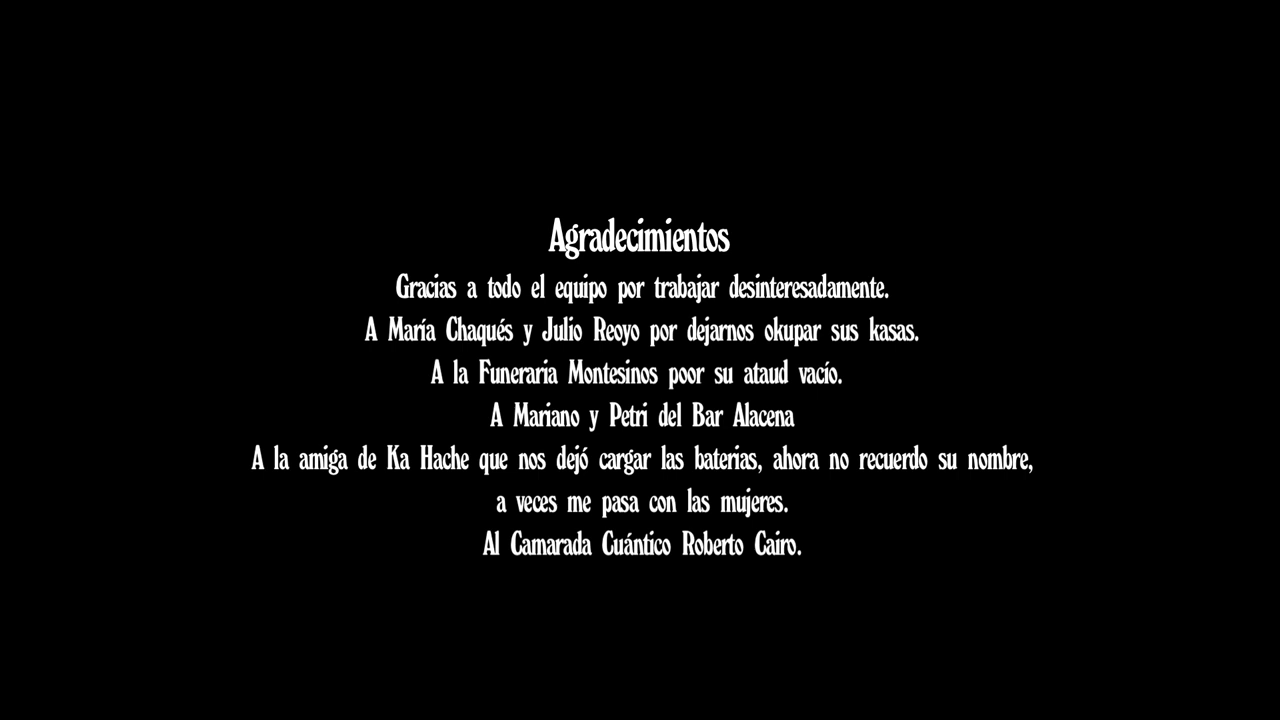 Agradecimientos
Gracias a todo el equipo por trabajar desinteresadamente.
A María Chaqués y Julio Reoyo por dejarnos okupar sus kasas.
A la Funeraria Montesinos poor su ataud vacío.
A Mariano y Petri del Bar Alacena
A la amiga de Ka Hache que nos dejó cargar las baterias, ahora no recuerdo su nombre,
a veces me pasa con las mujeres.
Al Camarada Cuántico Roberto Cairo.